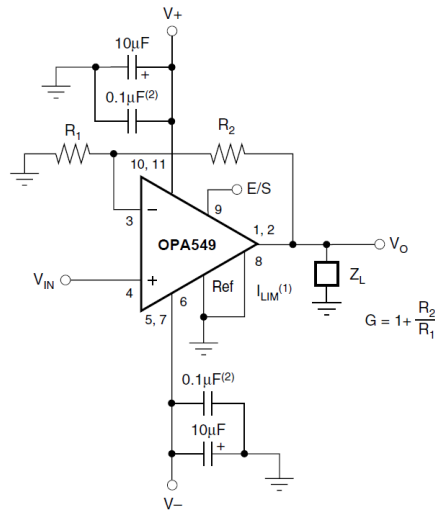 V+
10µF
+
0.1µF(2)
R1
R2
10, 11
E/S
9
3
−
OPA549
1, 2
VO
8
VIN
+
4
Ref
ILIM(1)
ZL
6
5, 7
G = 1+ R2/R1
0.1µF(2)
10µF
+
V–